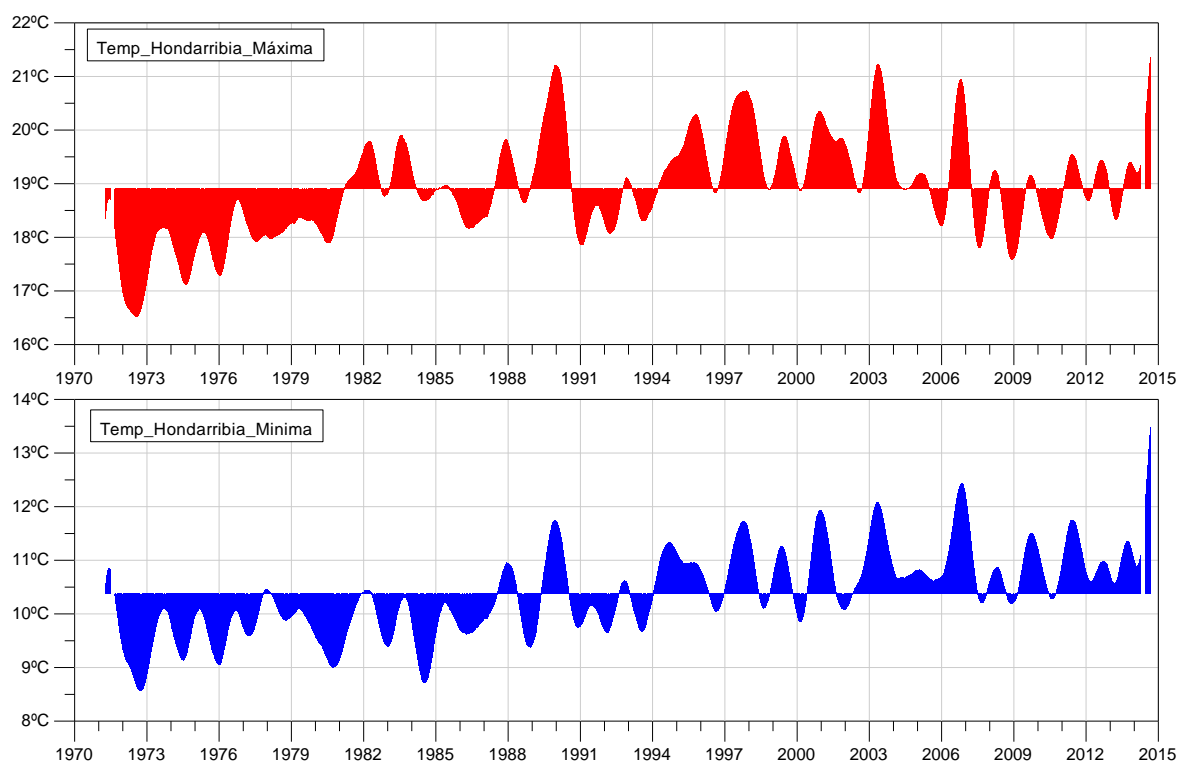 22ºC
Temp_Hondarribia_Máxima
21ºC
20ºC
19ºC
18ºC
17ºC
16ºC
1970 1973 1976 1979 1982 1985 1988 1991 1994 1997 2000 2003 2006 2009 2012 2015
14ºC
Temp_Hondarribia_Minima
13ºC
12ºC
11ºC
10ºC
9ºC
8ºC
1970 1973 1976 1979 1982 1985 1988 1991 1994 1997 2000 2003 2006 2009 2012 2015